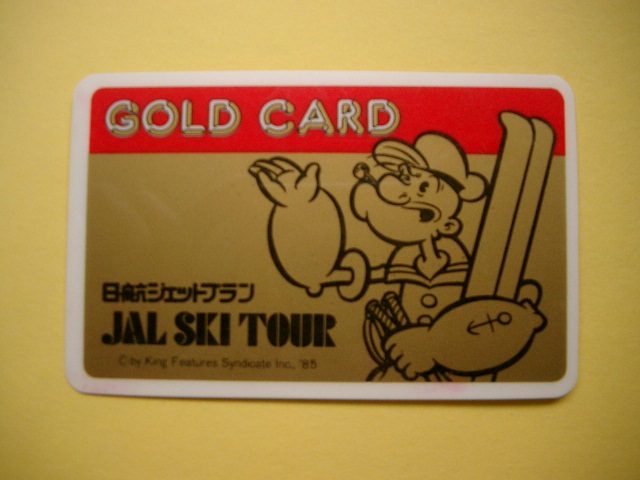 GOLD CARD
日航ジェットプラン
JAL SKI TOUR
© by King Features Syndicate Inc., '85